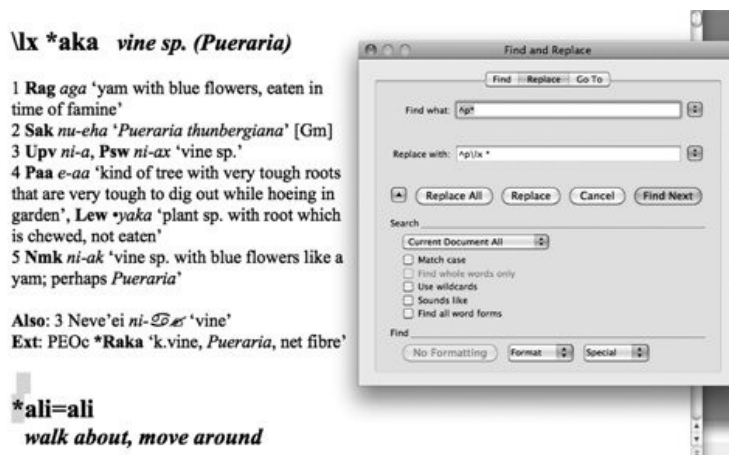 \lx *aka vine sp. (Pueraria)
1 Rag aga ‘yam with blue flowers, eaten in
time of famine’
2 Sak nu-eha ‘Pueraria thunbergiana’ [Gm]
3 Upv ni-a, Psw ni-ax ‘vine sp.’
4 Paa e-aa ‘kind of tree with very tough roots
that are very tough to dig out while hoeing in
garden’, Lew •yaka ‘plant sp. with root which
is chewed, not eaten’
5 Nmk ni-ak ‘vine sp. with blue flowers like a
yam; perhaps Pueraria’
Also: 3 Neve’ei ni- ‘vine’
Ext: PEOc *Raka ‘k.vine, Pueraria, net fibre’
*ali=ali
walk about, move around
Find and Replace
Find Replace Go To
Find what: ^p*
Replace with: ^p\lx *
Replace All Replace Cancel Find Next
Search
Current Document All
Match case
Find whole words only
Use wildcards
Sounds like
Find all word forms
Find
No Formatting Format Special